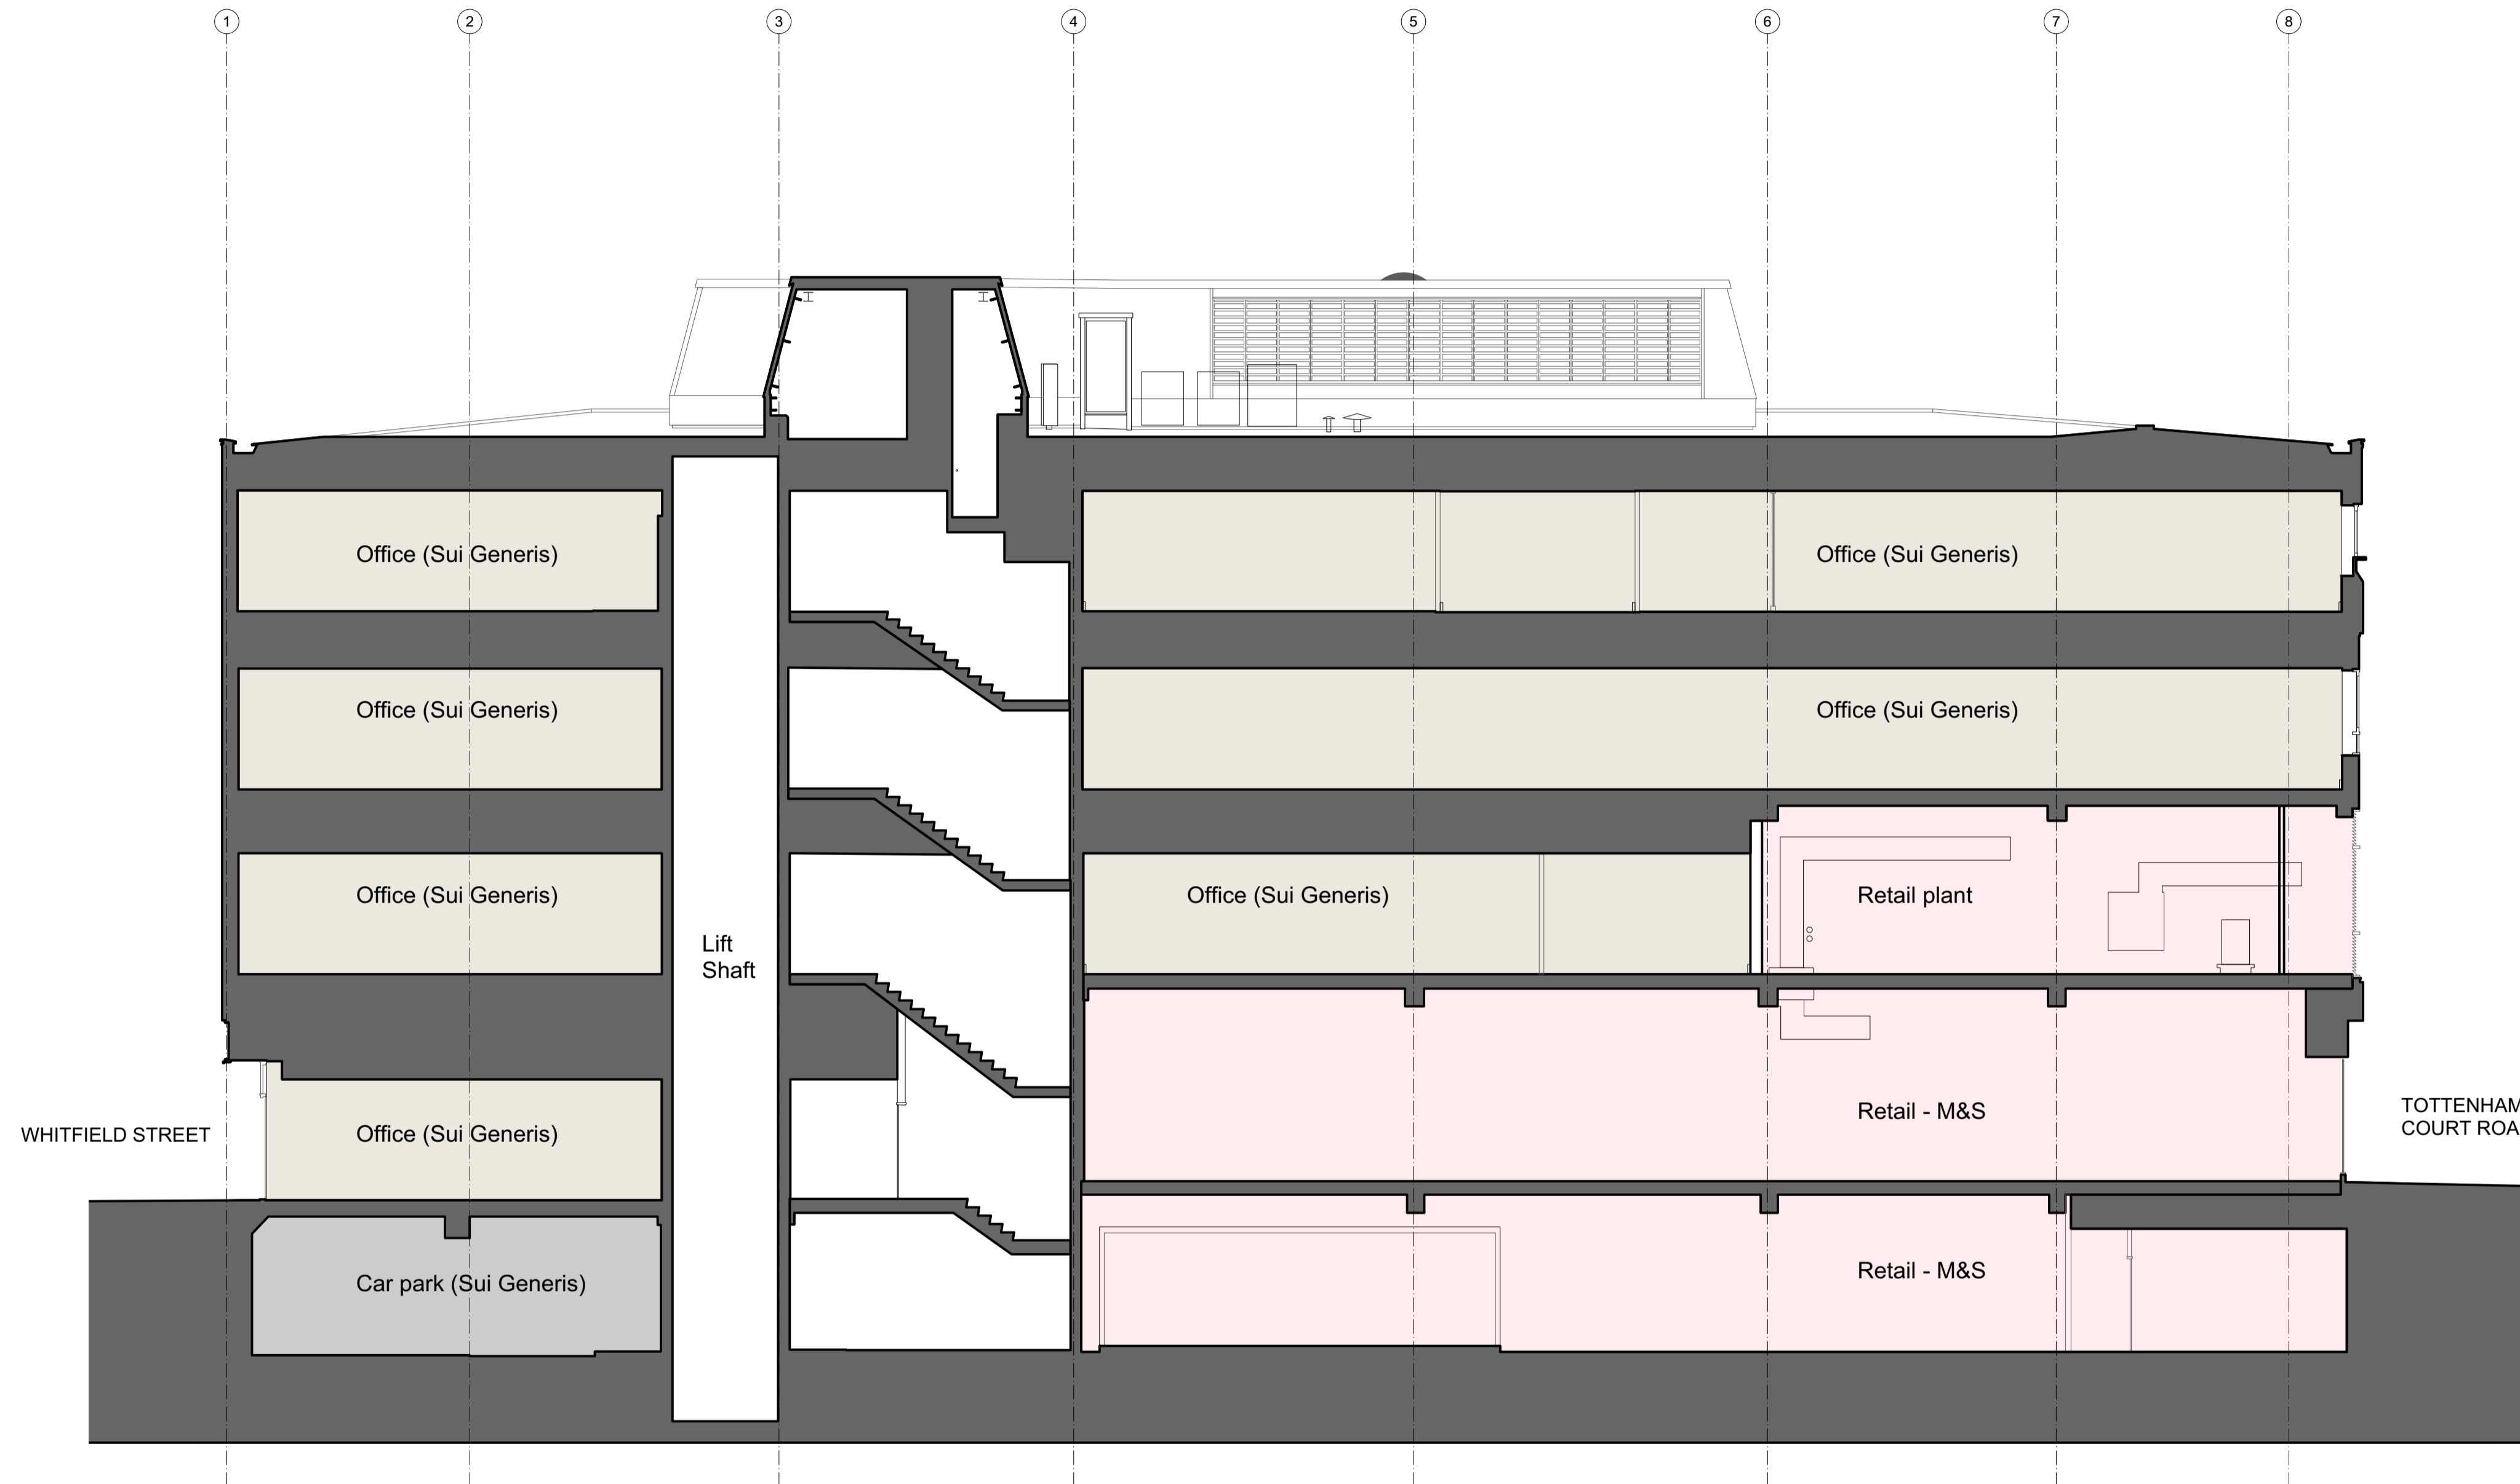 1 2 3 4 5 6 7 8
Office (Sui Generis) Office (Sui Generis)
Office (Sui Generis) Office (Sui Generis)
Office (Sui Generis) Office (Sui Generis) Retail plant
Lift
Shaft
Retail - M&S
TOTTENHAM
COURT ROA
WHITFIELD STREET
Office (Sui Generis)
Retail - M&S
Car park (Sui Generis)